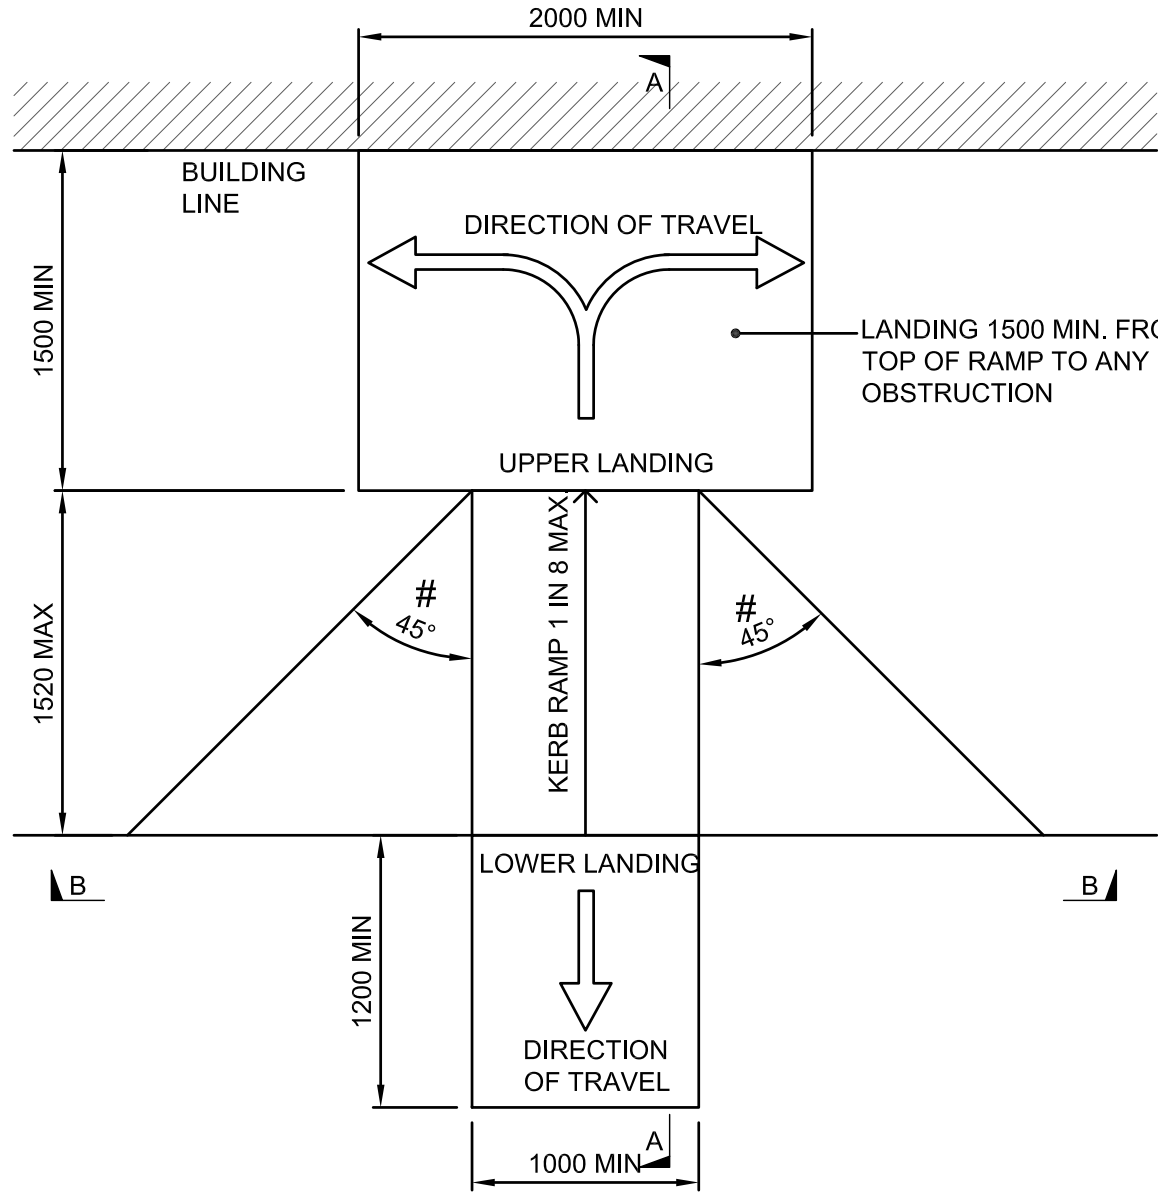 2000 MIN
A
BUILDING
LINE
DIRECTION OF TRAVEL
1500 MIN
LANDING 1500 MIN.
TOP OF RAMP TO ANY
OBSTRUCTION
UPPER LANDING
KERB RAMP 1 IN 8 MAX.
#
45°
#
45°
1520 MAX
LOWER LANDING
B
B
1200 MIN
DIRECTION
OF TRAVEL
A
1000 MIN